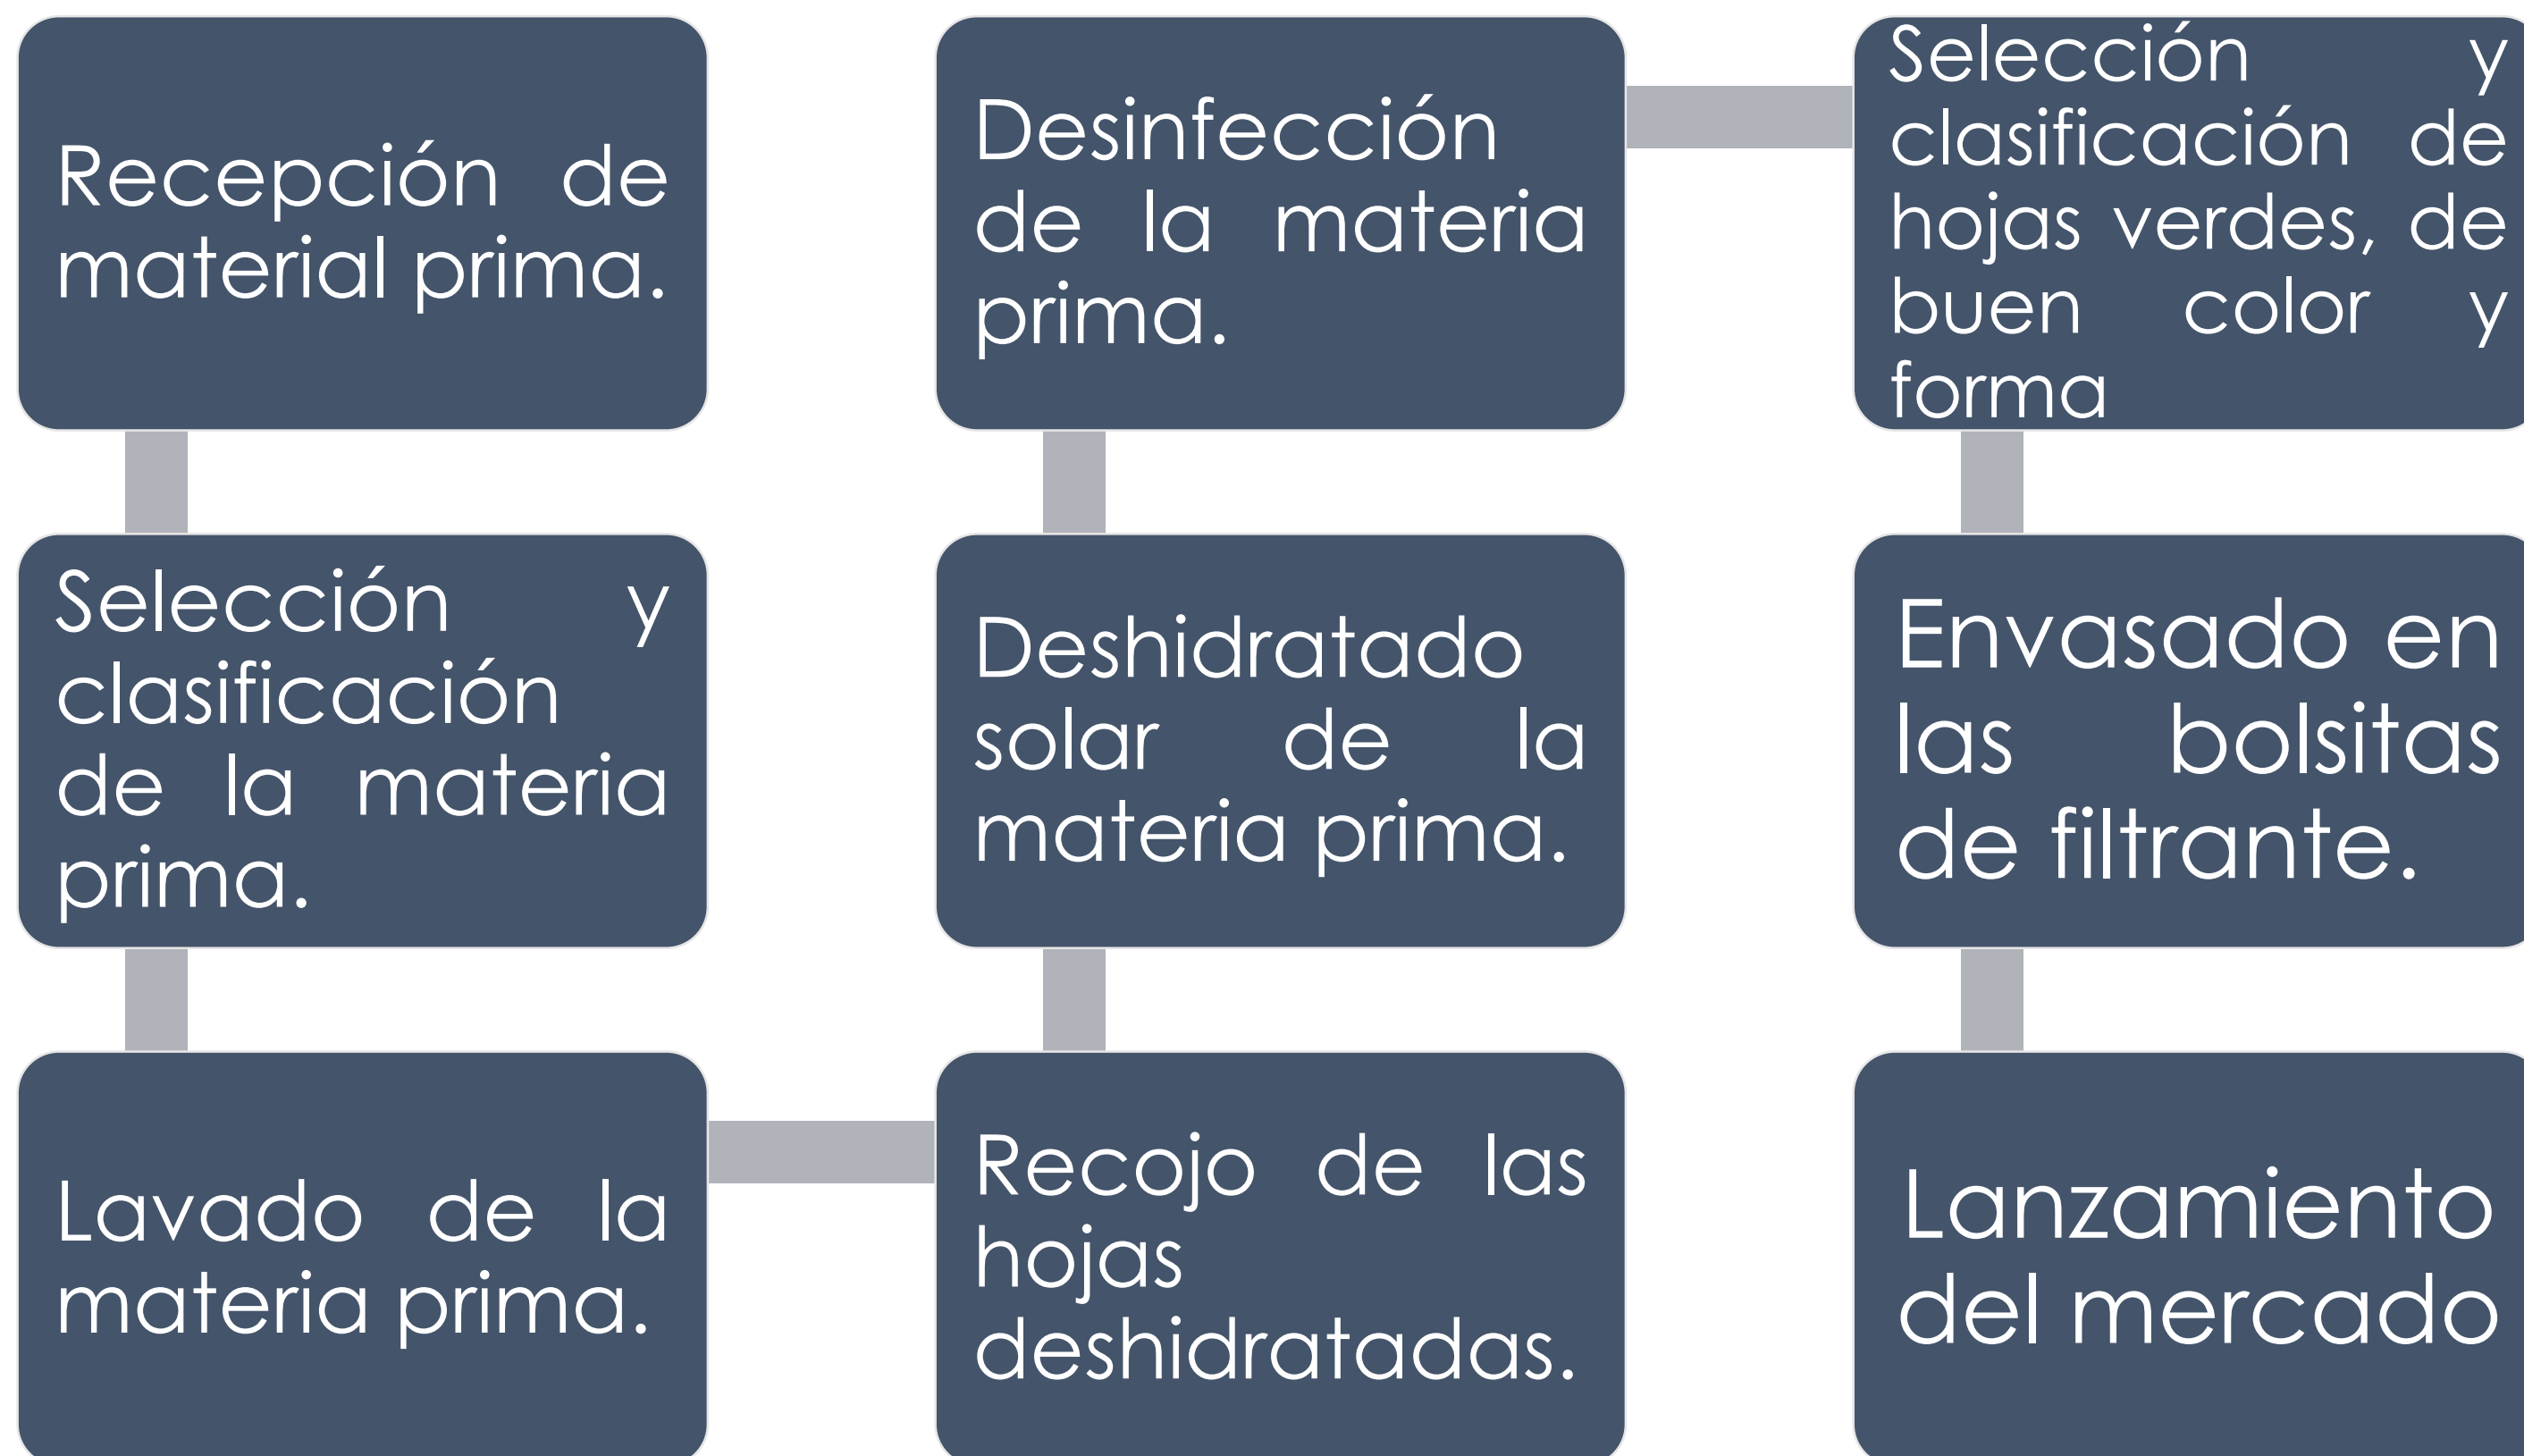 Recepción de
material prima.
Selección y
clasificación
de la materia
prima.
Lavado de la
materia prima.
Recojo de las
hojas
deshidratadas.
Deshidratado
solar de la
materia prima.
Desinfección
de la materia
prima.
Selección y
clasificación de
hojas verdes, de
buen color y
forma
Envasado en
las bolsitas
de filtrante.
Lanzamiento
del mercado